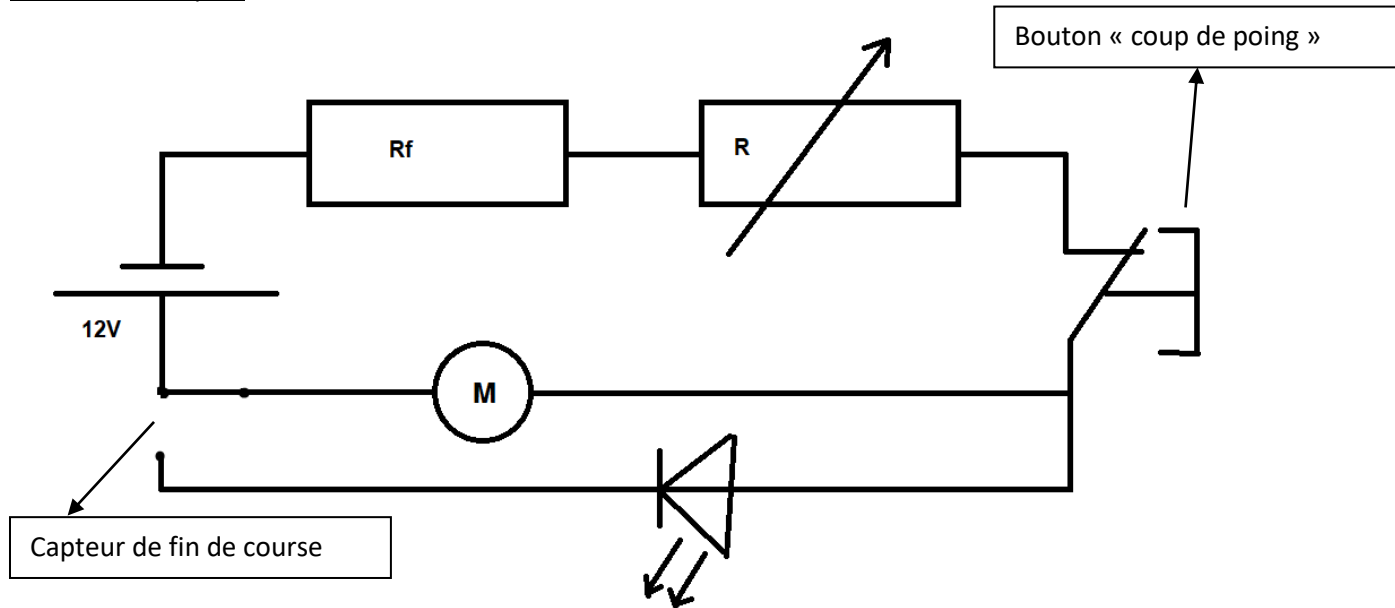 Bouton « coup de poing »
Rf
R
12V
M
Capteur de fin de course